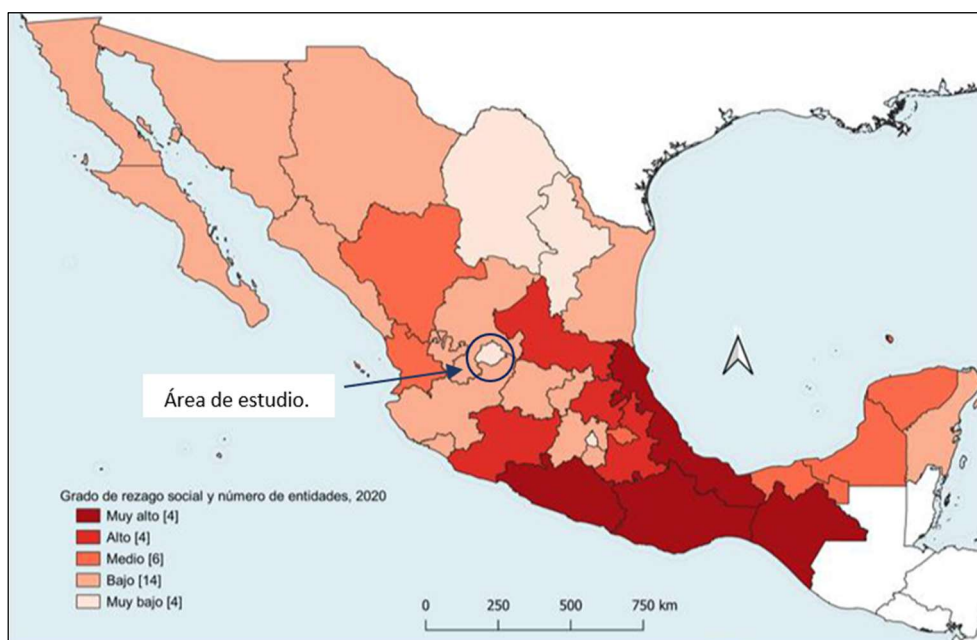 Área de estudio.
Grado de rezago social y número de entidades, 2020
Muy alto [4]
Alto [4]
Medio [6]
Bajo [14]
Muy bajo [4]
0 250 500 750 km